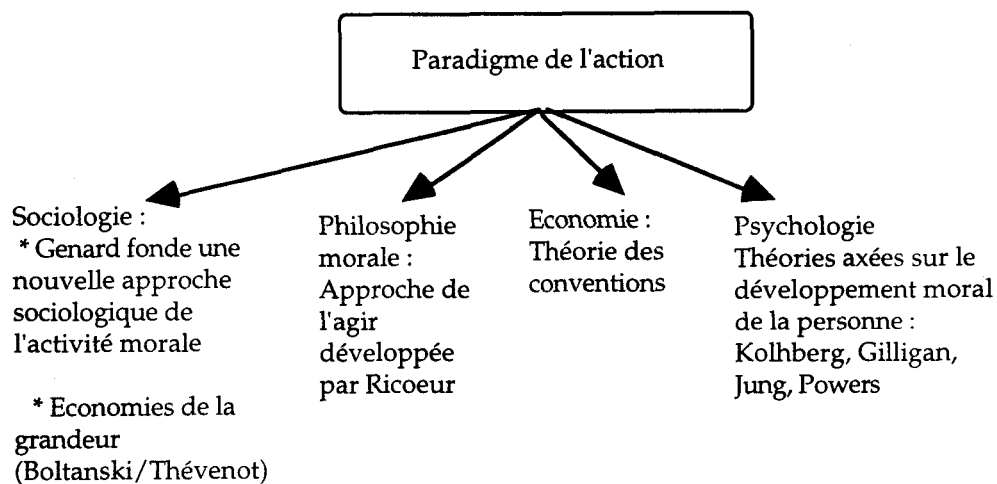 Paradigme de l'action
Sociologie :
* Genard fonde une
nouvelle approche
sociologique de
l'activité morale
* Economies de la
grandeur
(Boltanski/Thévenot)
Philosophie
morale :
Approche de
l'agir
développée
par Ricoeur
Economie :
Théorie des
conventions
Psychologie
Théories axées sur le
développement moral
de la personne :
Kolhberg, Gilligan,
Jung, Powers